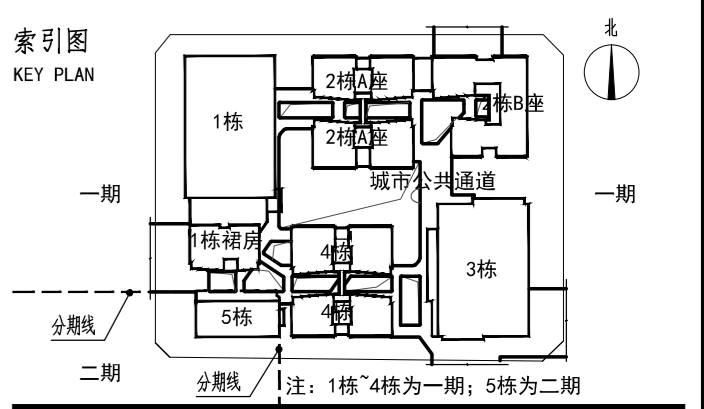 索引图
KEY PLAN
北
2栋A座
2栋B座
1栋
2栋A座
城市公共通道
一期
一期
1栋裙房
4栋
3栋
5栋
4栋
分期线
二期
分期线
注：1栋~4栋为一期；5栋为二期